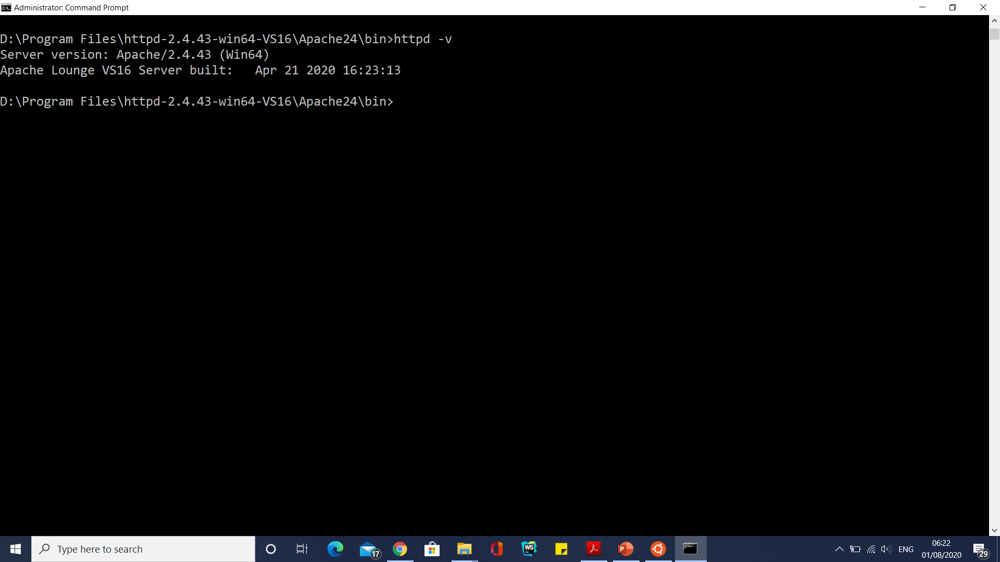 Administrator: Command Prompt
D:\Program Files\httpd-2.4.43-win64-VS16\Apache24\bin>httpd -v
Server version: Apache/2.4.43 (Win64)
Apache Lounge VS16 Server built:   Apr 21 2020 16:23:13
D:\Program Files\httpd-2.4.43-win64-VS16\Apache24\bin>
Type here to search
17
WS
P
ENG
06:22
01/08/2020
29